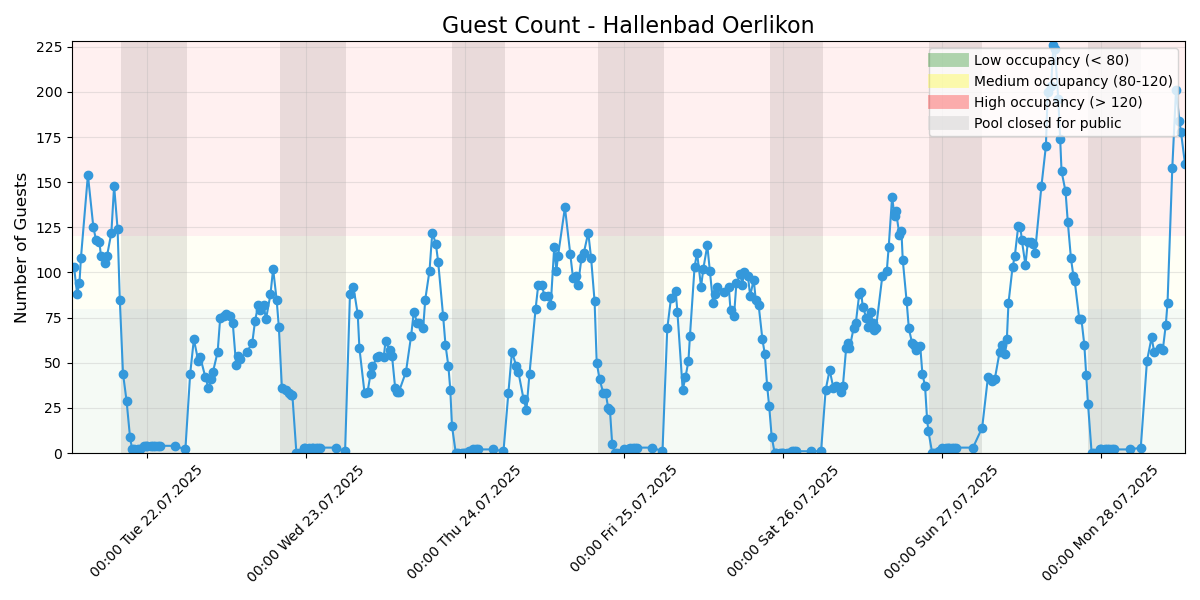 Guest Count - Hallenbad Oerlikon
Number of Guests
225
200
175
150
125
100
75
50
25
0
Low occupancy (< 80)
Medium occupancy (80-120)
High occupancy (> 120)
Pool closed for public
00:00 Tue 22.07.2025
00:00 Wed 23.07.2025
00:00 Thu 24.07.2025
00:00 Fri 25.07.2025
00:00 Sat 26.07.2025
00:00 Sun 27.07.2025
00:00 Mon 28.07.2025